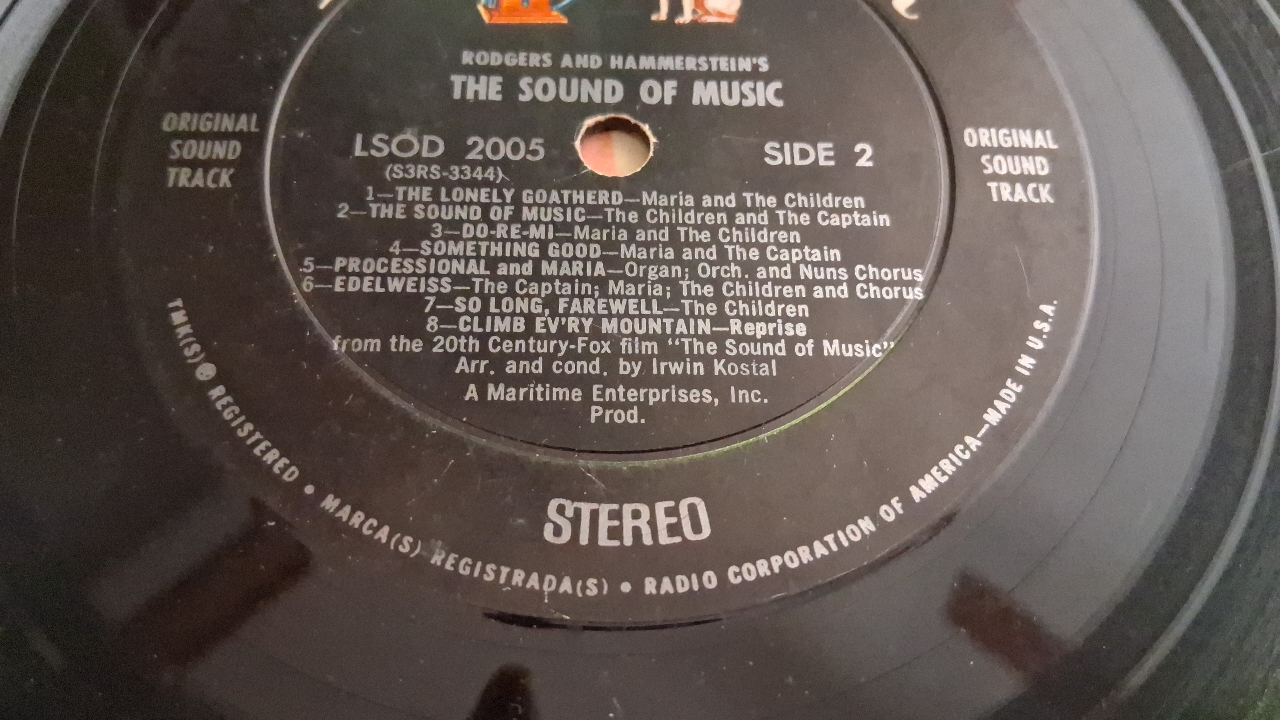 RODGERS AND HAMMERSTEIN'S
THE SOUND OF MUSIC
ORIGINAL
SOUND
TRACK
LSOD 2005
(S3RS-3344)
SIDE 2
ORIGINAL
SOUND
TRACK
1—THE LONELY GOATHERD—Maria and The Children
2—THE SOUND OF MUSIC—The Children and The Captain
3—DO-RE-MI—Maria and The Children
4—SOMETHING GOOD—Maria and The Captain
5—PROCESSIONAL and MARIA—Organ; Orch. and Nuns Chorus
6—EDELWEISS—The Captain; Maria; The Children and Chorus
7—SO LONG, FAREWELL—The Children
8—CLIMB EV'RY MOUNTAIN—Reprise
from the 20th Century-Fox film "The Sound of Music"
Arr. and cond. by Irwin Kostal
A Maritime Enterprises, Inc.
Prod.
STEREO
TMK(S) ® REGISTERED • MARCA(S) REGISTRADA(S) • RADIO CORPORATION OF AMERICA—MADE IN U.S.A.